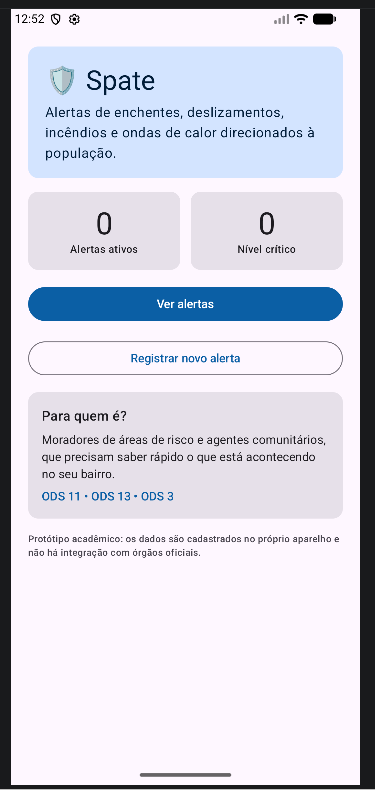 12:52
Spate
Alertas de enchentes, deslizamentos,
incêndios e ondas de calor direcionados à
população.
0
Alertas ativos
0
Nível crítico
Ver alertas
Registrar novo alerta
Para quem é?
Moradores de áreas de risco e agentes comunitários,
que precisam saber rápido o que está acontecendo
no seu bairro.
ODS 11 • ODS 13 • ODS 3
Protótipo acadêmico: os dados são cadastrados no próprio aparelho e
não há integração com órgãos oficiais.